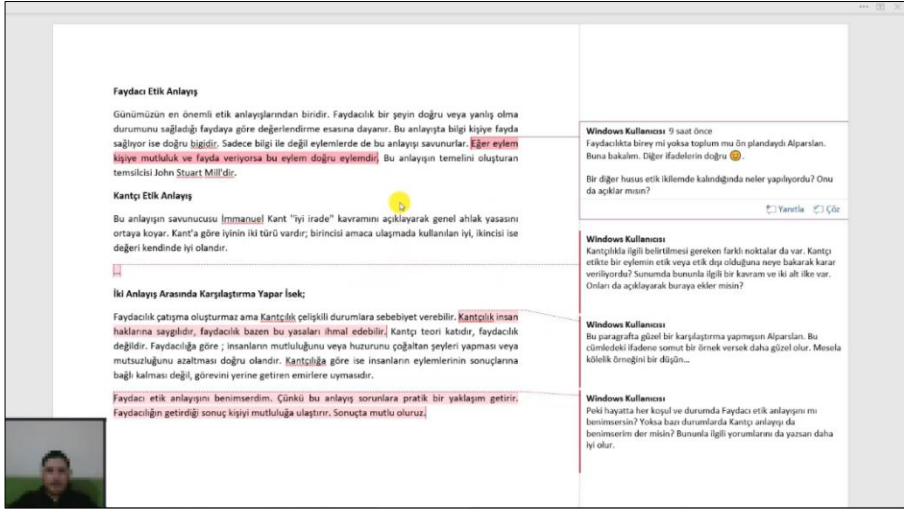 Faydacı Etik Anlayış
Günümüzün en önemli etik anlayışlarından biridir. Faydacılık bir şeyin doğru veya yanlış olma
durumunu sağladığı faydaya göre değerlendirme esasına dayanır. Bu anlayışta bilgi kişiye fayda
sağlıyor ise doğru bigidir. Sadece bilgi ile değil eylemlerde de bu anlayışı savunurlar. Eğer eylem
kişiye mutluluk ve fayda veriyorsa bu eylem doğru eylemdir. Bu anlayışın temelini oluşturan
temsilcisi John Stuart Mill'dir.
Kantçı Etik Anlayış
Bu anlayışın savunucusu İmmanuel Kant "iyi irade" kavramını açıklayarak genel ahlak yasasını
ortaya koyar. Kant'a göre iyinin iki türü vardır; birincisi amaca ulaşmada kullanılan iyi, ikincisi ise
değeri kendinde iyi olandır.
...
İki Anlayış Arasında Karşılaştırma Yapar İsek;
Faydacılık çatışma oluşturmaz ama Kantçılık çelişkili durumlara sebebiyet verebilir. Kantçılık insan
haklarına saygılıdır, faydacılık bazen bu yasaları ihmal edebilir. Kantçı teori katıdır, faydacılık
değildir. Faydacılığa göre ; insanların mutluluğunu veya huzurunu çoğaltan şeyleri yapması veya
mutsuzluğunu azaltması doğru olandır. Kantçılığa göre ise insanların eylemlerinin sonuçlarına
bağlı kalması değil, görevini yerine getiren emirlere uymasıdır.
Faydacı etik anlayışını benimserdim. Çünkü bu anlayış sorunlara pratik bir yaklaşım getirir.
Faydacılığın getirdiği sonuç kişiyi mutluluğa ulaştırır. Sonuçta mutlu oluruz.
Windows Kullanıcısı 9 saat önce
Faydacılıkta birey mi yoksa toplum mu ön plandaydı Alparslan.
Buna bakalım. Diğer ifadelerin doğru 🙂.
Bir diğer husus etik ikilemde kalındığında neler yapılıyordu? Onu
da açıklar mısın?
Yanıtla Çöz
Windows Kullanıcısı
Kantçılıkla ilgili belirtilmesi gereken farklı noktalar da var. Kantçı
etikte bir eylemin etik veya etik dışı olduğuna neye bakarak karar
veriliyordu? Sunumda bununla ilgili bir kavram ve iki alt ilke var.
Onları da açıklayarak buraya ekler misin?
Windows Kullanıcısı
Bu paragrafta güzel bir karşılaştırma yapmışsın Alparslan. Bu
cümledeki ifadene somut bir örnek versek daha güzel olur. Mesela
kölelik örneğini bir düşün...
Windows Kullanıcısı
Peki hayatta her koşul ve durumda Faydacı etik anlayışını mı
benimsersin? Yoksa bazı durumlarda Kantçı anlayışı da
benimserim der misin? Bununla ilgili yorumlarını da yazsan daha
iyi olur.